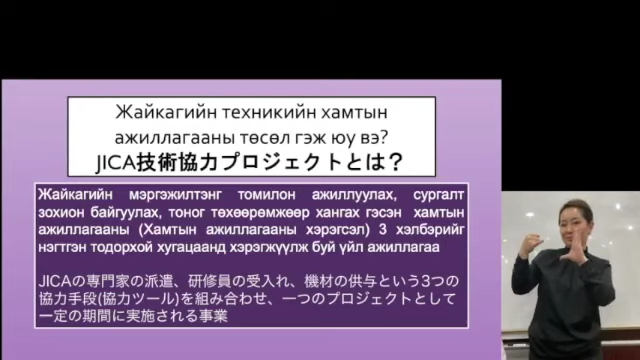 Жайкагийн техникийн хамтын
ажиллагааны төсөл гэж юу вэ?
JICA技術協力プロジェクトとは？
Жайкагийн мэргэжилтэнг томилон ажиллуулах, сургалт
зохион байгуулах, тоног төхөөрөмжөөр хангах гэсэн хамтын
ажиллагааны (Хамтын ажиллагааны хэрэгсэл) 3 хэлбэрийг
нэгтгэн тодорхой хугацаанд хэрэгжүүлж буй үйл ажиллагаа
JICAの専門家の派遣、研修員の受入れ、機材の供与という3つの
協力手段(協力ツール)を組み合わせ、一つのプロジェクトとして
一定の期間に実施される事業